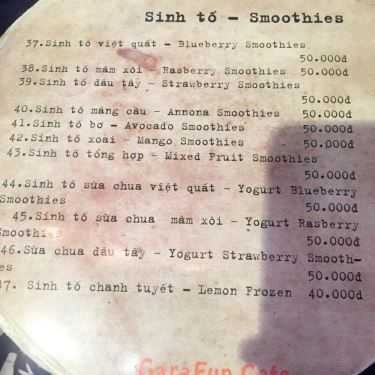 Sinh tố - Smoothies
37.Sinh tố việt quất - Blueberry Smoothies
50.000đ
38.Sinh tố mâm xôi - Rasberry Smoothies 50.000đ
39.Sinh tố dâu tây - Strawberry Smoothies
50.000đ
40.Sinh tố mãng cầu - Annona Smoothies 50.000đ
41.Sinh tố bơ - Avocado Smoothies 50.000đ
42.Sinh tố xoài - Mango Smoothies 50.000đ
43.Sinh tố tổng hợp - Mixed Fruit Smoothies
50.000đ
44.Sinh tố sữa chua việt quất - Yogurt Blueberry
Smoothies 50.000đ
45.Sinh tố sữa chua mâm xôi - Yogurt Rasberry
Smoothies 50.000đ
46.Sữa chua dâu tây - Yogurt Strawberry Smooth-
es 50.000đ
7. Sinh tố chanh tuyết - Lemon Frozen 40.000đ